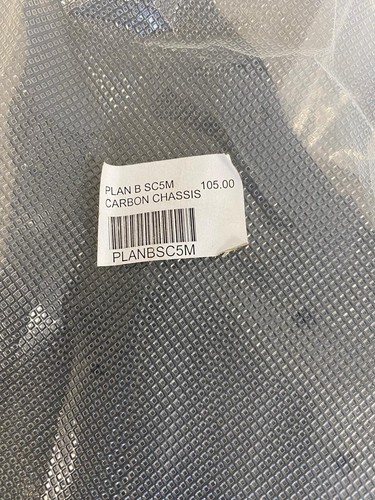 PLAN B SC5M 105.00
CARBON CHASSIS
PLANBSC5M